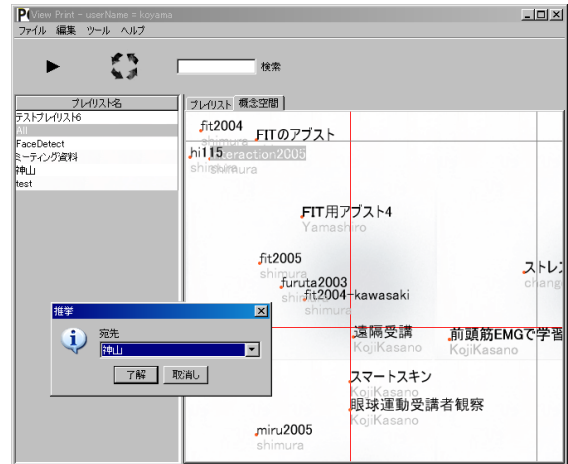 View Print - userName = koyama
ファイル 編集 ツール ヘルプ
検索
プレイリスト名
テストプレイリスト6
All
FaceDetect
ミーティング資料
神山
test
プレイリスト 概念空間
fit2004
shimura
FITのアブスト
hi115
interaction2005
shimura
FIT用アブスト4
Yamashiro
fit2005
shimura
furuta2003
shimura
fit2004-kawasaki
shimura
ストレ
change
遠隔受講
KojiKasano
前頭筋EMGで学習
KojiKasano
スマートスキン
KojiKasano
眼球運動受講者観察
KojiKasano
miru2005
shimura
推挙
宛先
神山
了解 取消し